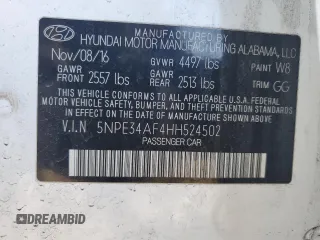 HYUNDAI MOTOR MANUFACTURING ALABAMA, LLC
MANUFACTURED BY
Nov/08/16 GVWR 4497 lbs PAINT W8
GAWR FRONT 2557 lbs GAWR REAR 2513 lbs TRIM GG
THIS VEHICLE CONFORMS TO ALL APPLICABLE
FEDERAL MOTOR VEHICLE
SAFETY, BUMPER, AND THEFT PREVENTION STANDARDS
IN EFFECT ON THE DATE OF MANUFACTURE
SHOWN ABOVE.
V.I.N 5NPE34AF4HH524502
PASSENGER CAR
DREAMBID